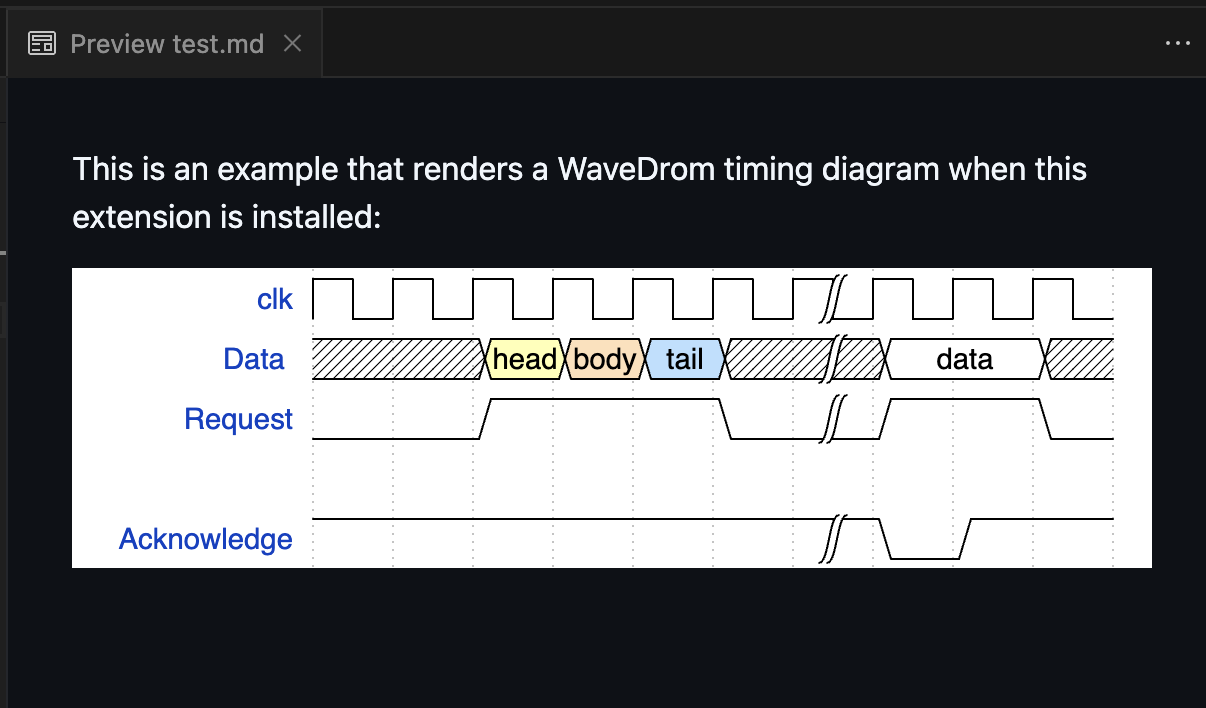 Preview test.md
This is an example that renders a WaveDrom timing diagram when this
extension is installed:
clk
Data head body tail data
Request
Acknowledge